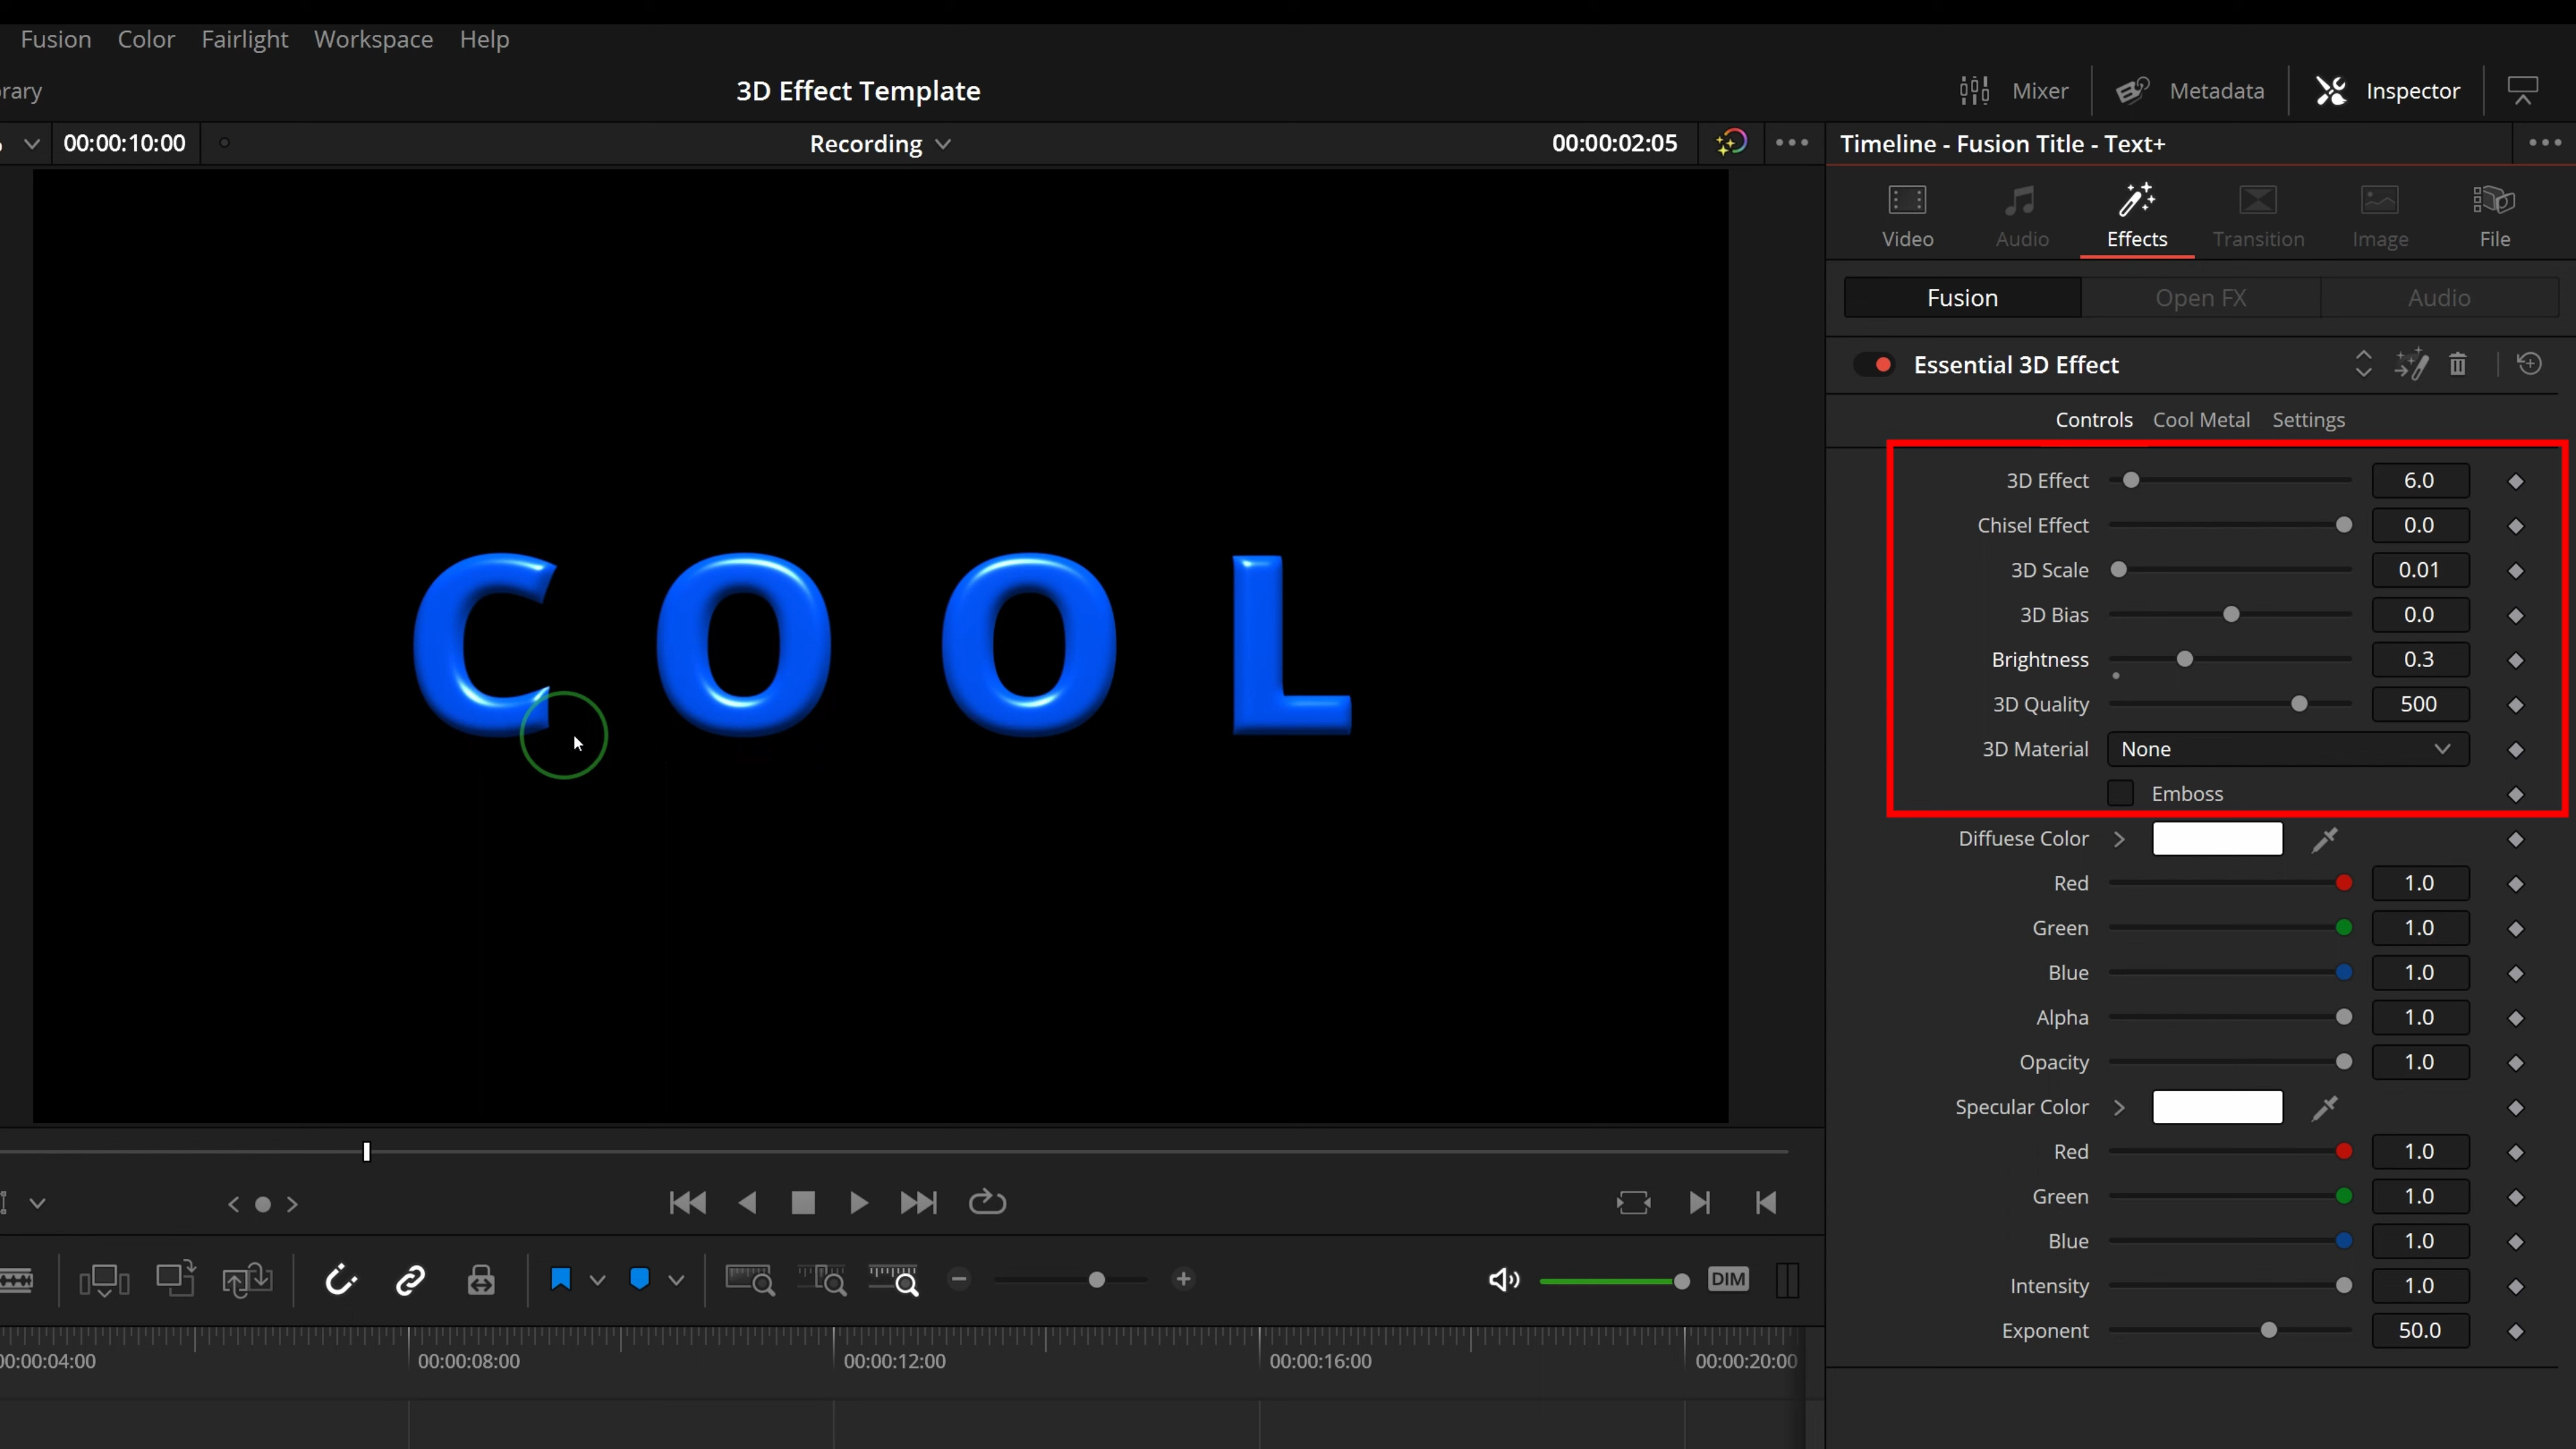 Fusion Color Fairlight Workspace Help
rary
3D Effect Template
Mixer Metadata Inspector
00:00:10:00
Recording
00:00:02:05
Timeline - Fusion Title - Text+
Video Audio Effects Transition Image File
Fusion Open FX Audio
Essential 3D Effect
Controls Cool Metal Settings
3D Effect 6.0
Chisel Effect 0.0
3D Scale 0.01
3D Bias 0.0
Brightness 0.3
3D Quality 500
3D Material None
Emboss
COOL
Diffuese Color
Red 1.0
Green 1.0
Blue 1.0
Alpha 1.0
Opacity 1.0
Specular Color
Red 1.0
Green 1.0
Blue 1.0
Intensity 1.0
Exponent 50.0
DIM
00:00:04:00 00:00:08:00 00:00:12:00 00:00:16:00 00:00:20:00